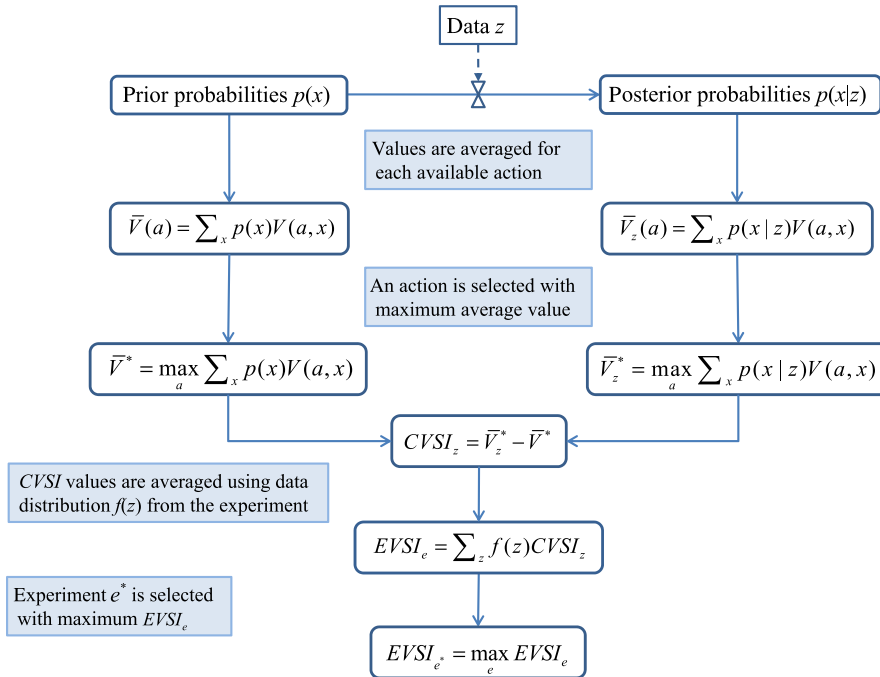 Data z
Prior probabilities p(x)
Posterior probabilities p(x|z)
Values are averaged for
each available action
V̅(a) = ∑ₓ p(x)V(a, x)
V̅_z(a) = ∑ₓ p(x | z)V(a, x)
An action is selected with
maximum average value
V̅* = max_a ∑ₓ p(x)V(a, x)
V̅_z* = max_a ∑ₓ p(x | z)V(a, x)
CVSI_z = V̅_z* − V̅*
CVSI values are averaged using data
distribution f(z) from the experiment
EVSI_e = ∑_z f(z)CVSI_z
Experiment e* is selected
with maximum EVSI_e
EVSI_e* = max_e EVSI_e